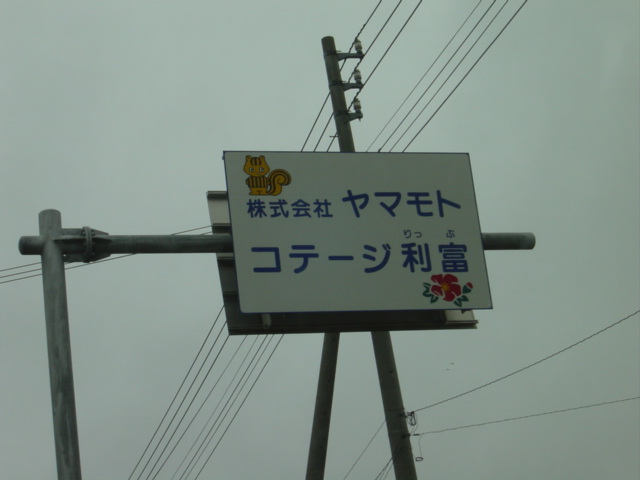 株式会社 ヤマモト
りっ ぷ
コテージ利富